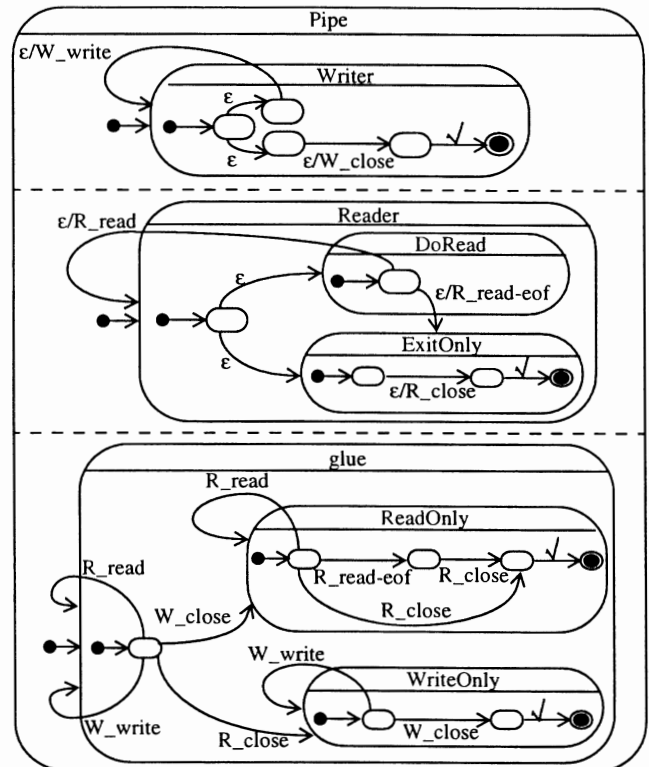 Pipe
ε/W_write
Writer
ε
ε
ε/W_close
√
ε/R_read
Reader
DoRead
ε
ε/R_read-eof
ExitOnly
ε
ε/R_close
√
glue
R_read
ReadOnly
√
R_read
R_read-eof
R_close
W_close
R_close
W_write
WriteOnly
√
W_write
R_close
W_close